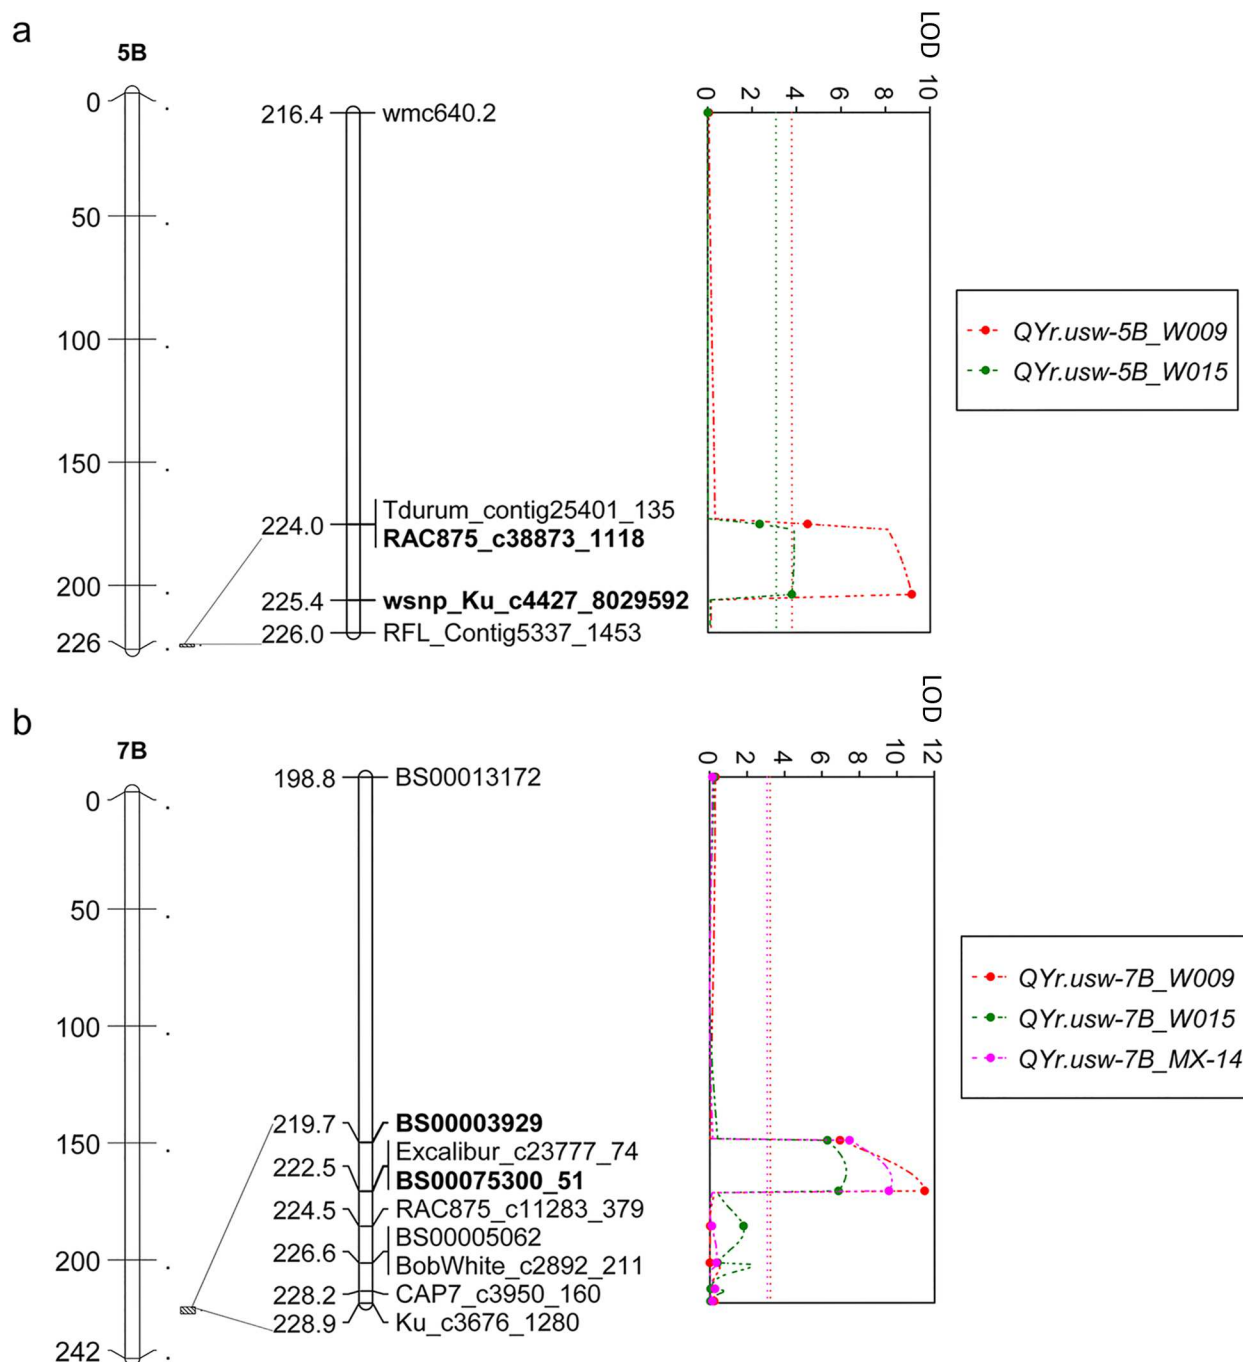 a
5B
0
50
100
150
200
226
216.4 wmc640.2
224.0 Tdurum_contig25401_135
RAC875_c38873_1118
225.4 wsnp_Ku_c4427_8029592
226.0 RFL_Contig5337_1453
LOD
0 2 4 6 8 10
QYr.usw-5B_W009
QYr.usw-5B_W015
b
7B
0
50
100
150
200
242
198.8 BS00013172
219.7 BS00003929
Excalibur_c23777_74
222.5 BS00075300_51
224.5 RAC875_c11283_379
BS00005062
226.6 BobWhite_c2892_211
228.2 CAP7_c3950_160
228.9 Ku_c3676_1280
LOD
0 2 4 6 8 10 12
QYr.usw-7B_W009
QYr.usw-7B_W015
QYr.usw-7B_MX-14